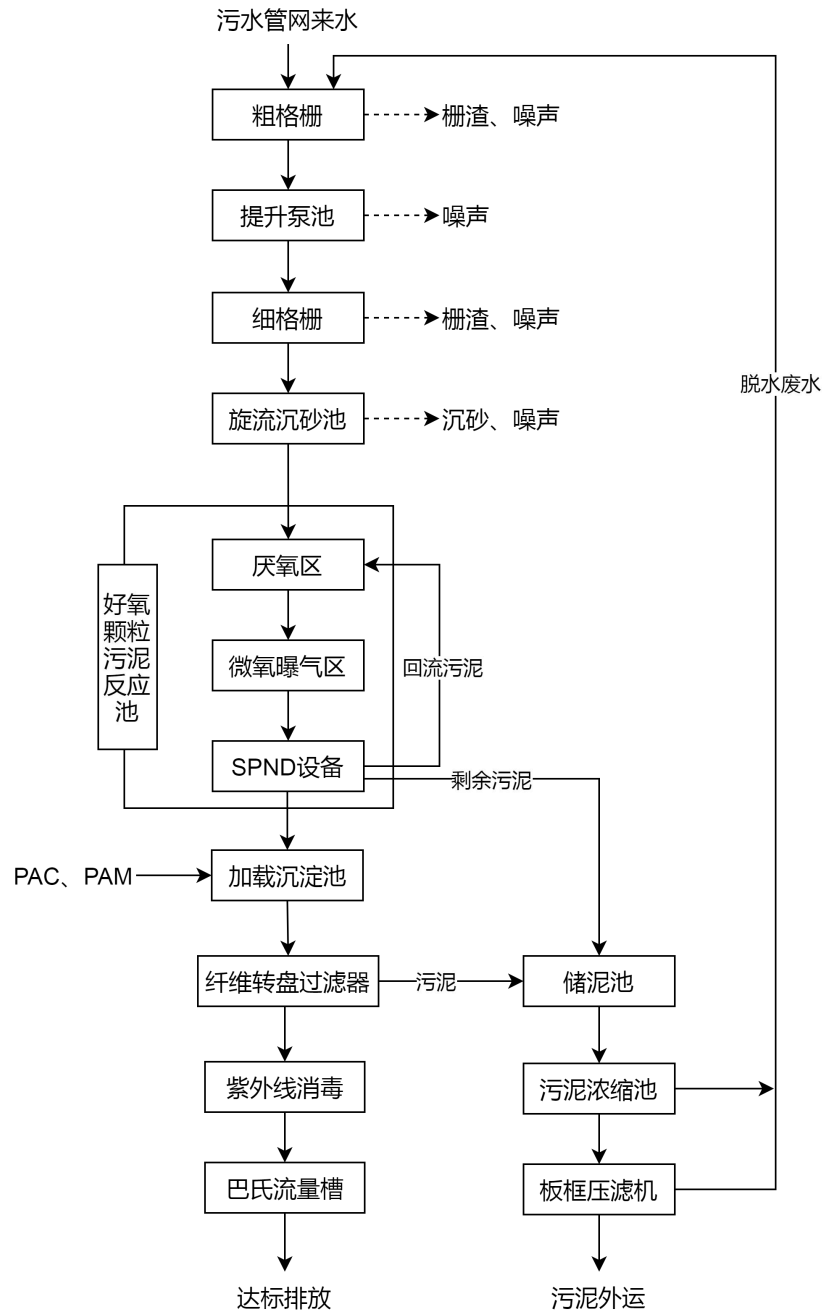 污水管网来水
粗格栅
栅渣、噪声
提升泵池
噪声
细格栅
栅渣、噪声
脱水废水
旋流沉砂池
沉砂、噪声
厌氧区
好氧
颗粒
污泥
反应
池
微氧曝气区
回流污泥
SPND设备
剩余污泥
PAC、PAM
加载沉淀池
纤维转盘过滤器
污泥
储泥池
紫外线消毒
污泥浓缩池
巴氏流量槽
板框压滤机
达标排放
污泥外运